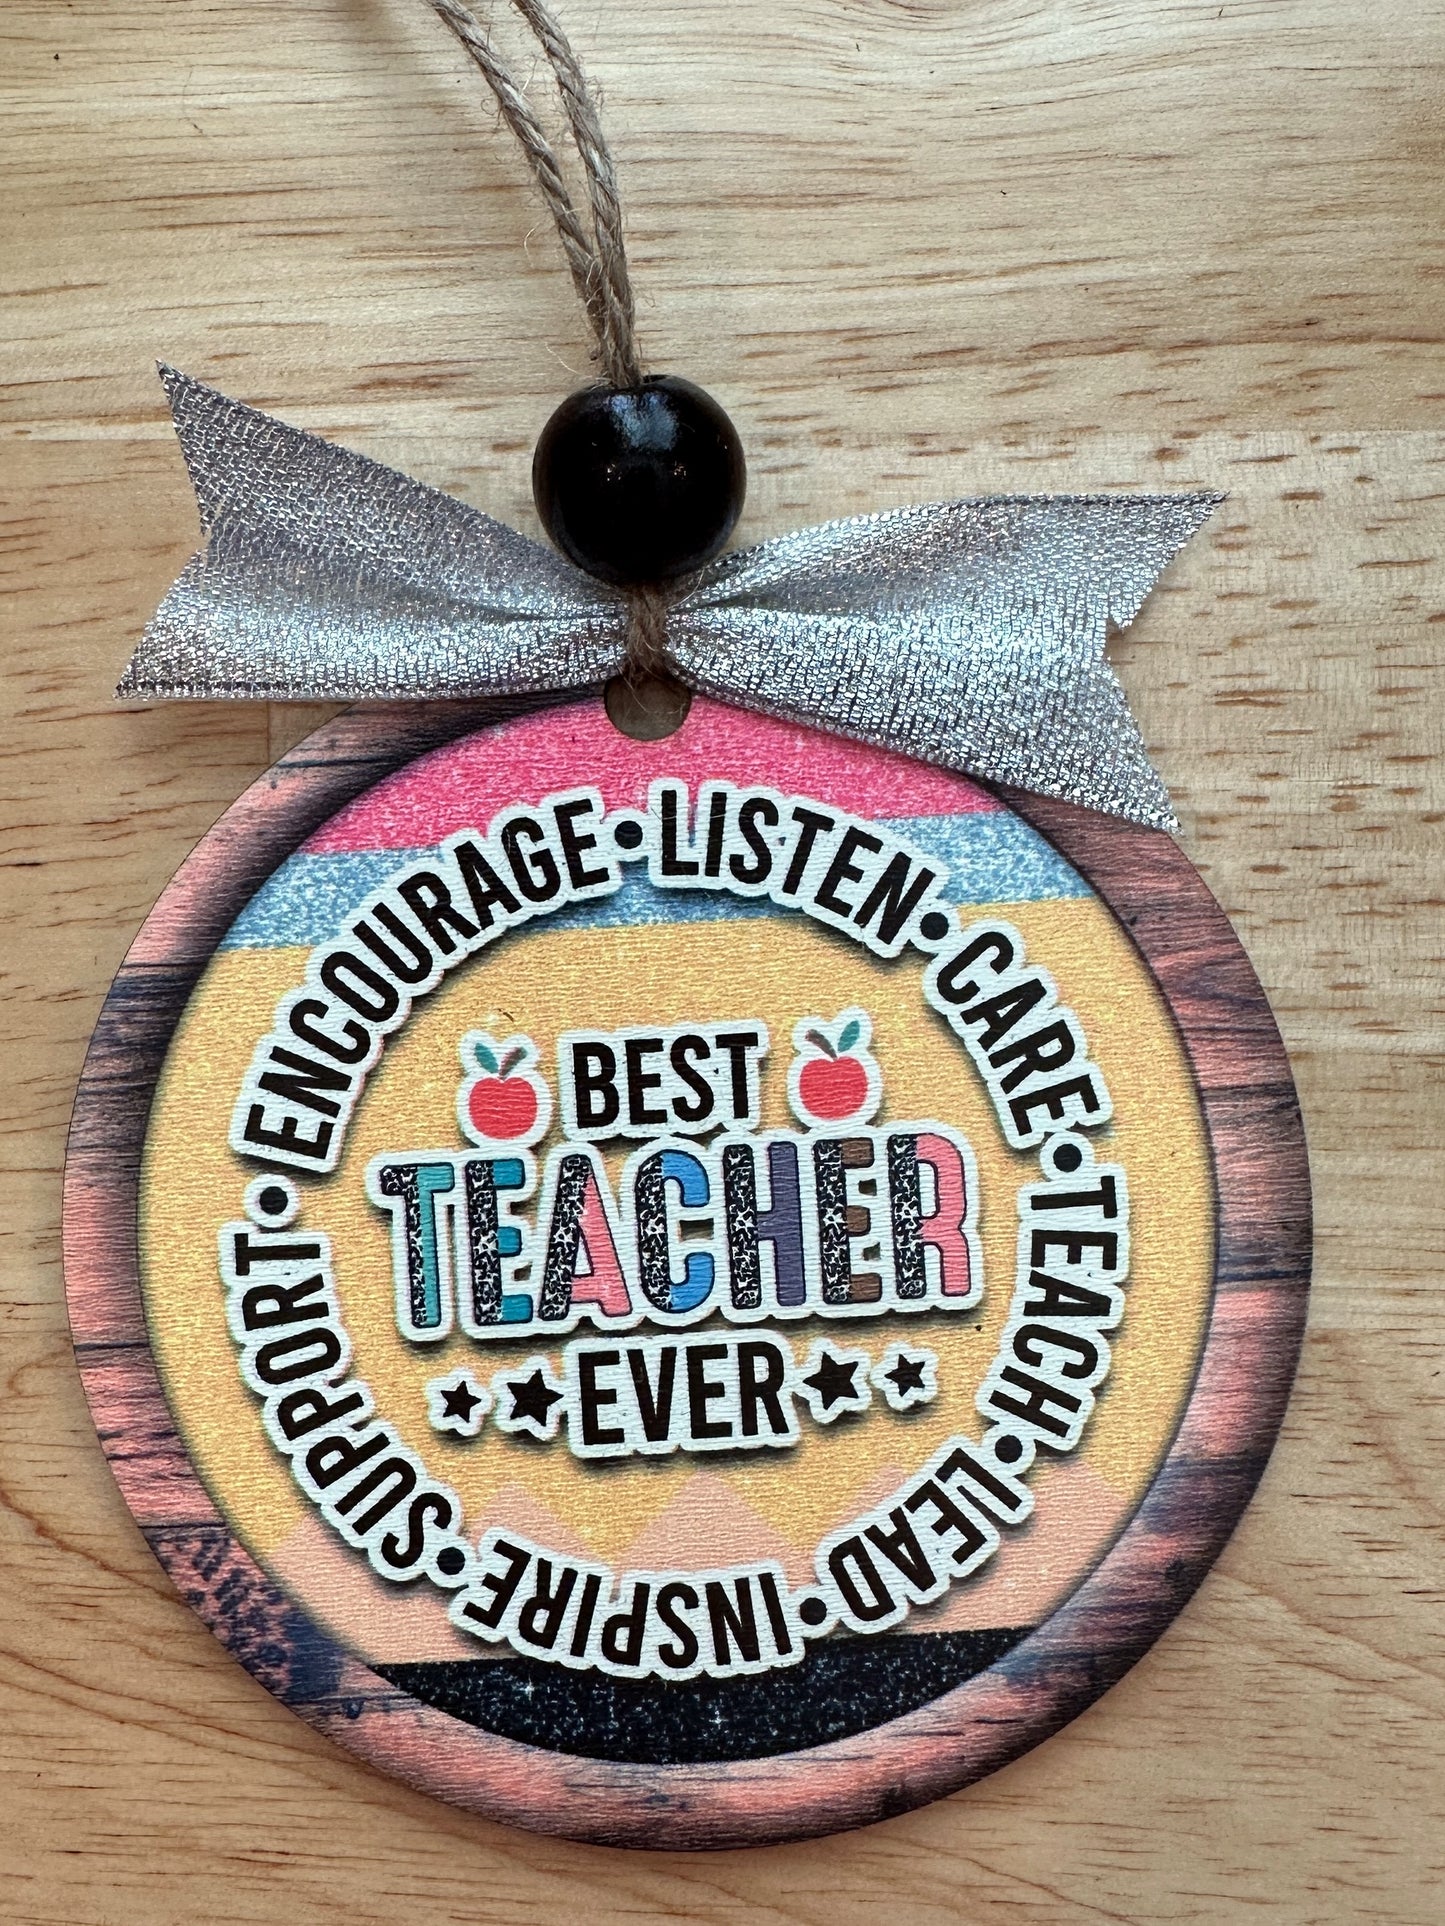 ENCOURAGE • LISTEN • CARE • TEACH • LEAD • INSPIRE • SUPPORT •
BEST
TEACHER
EVER